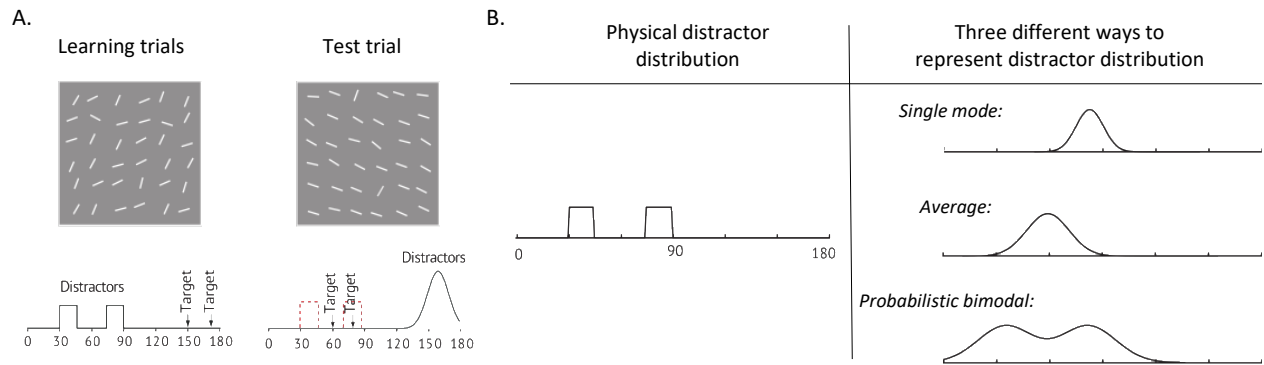 A.
Learning trials
Test trial
Distractors
Target
Target
0 30 60 90 120 150 180
Distractors
Target
Target
0 30 60 90 120 150 180
B.
Physical distractor
distribution
0
90
180
Three different ways to
represent distractor distribution
Single mode:
Average:
Probabilistic bimodal: